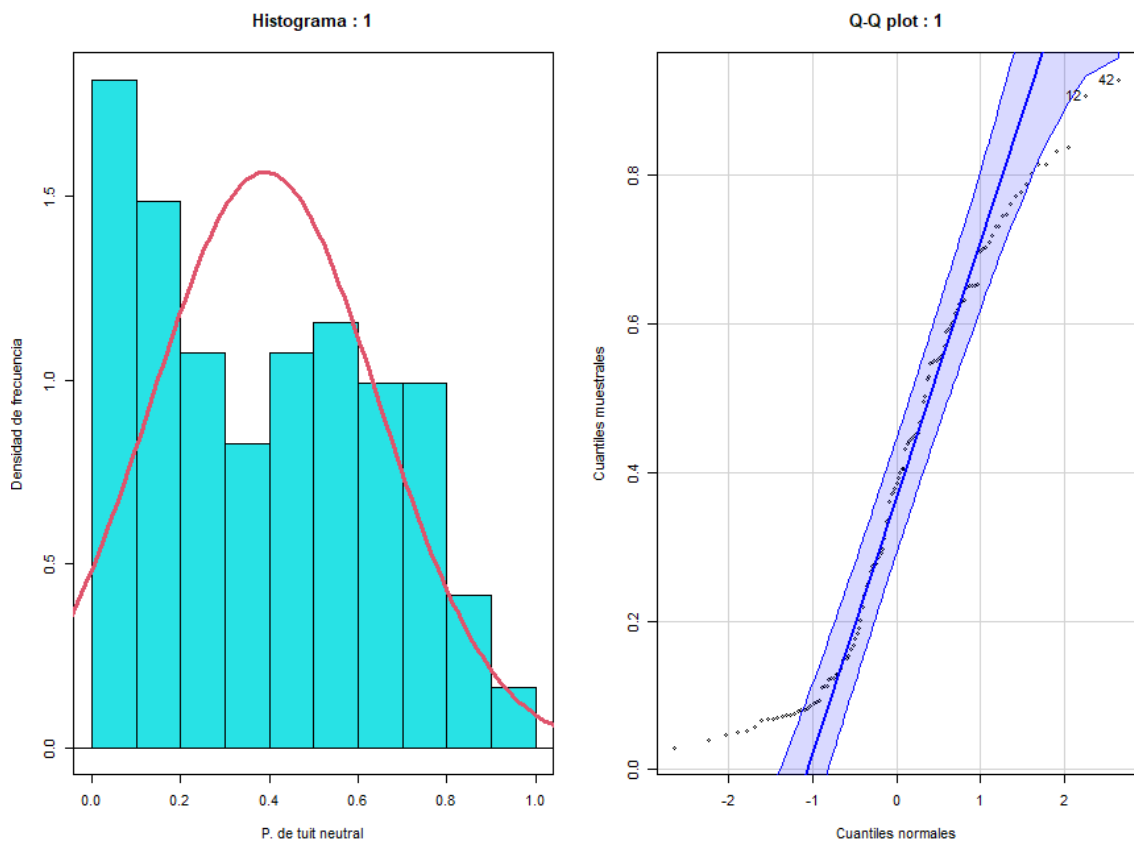 Histograma : 1
Densidad de frecuencia
1.5
1.0
0.5
0.0
0.0 0.2 0.4 0.6 0.8 1.0
P. de tuit neutral
Q-Q plot : 1
Cuantiles muestrales
0.8
0.6
0.4
0.2
0.0
12
42
-2 -1 0 1 2
Cuantiles normales